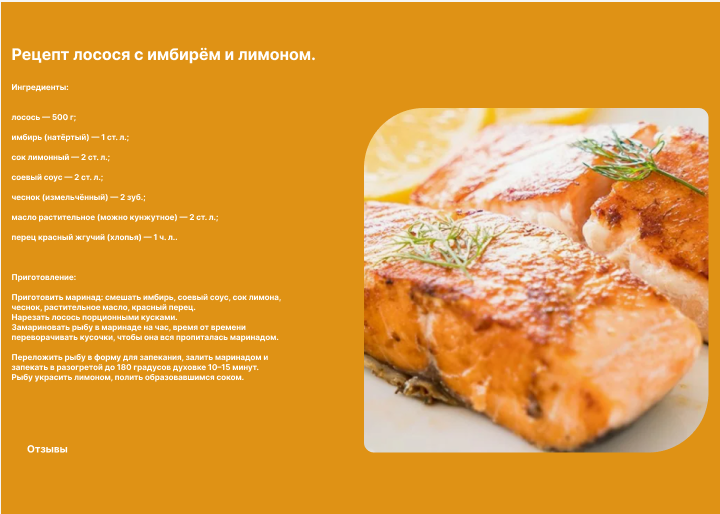 Рецепт лосося с имбирём и лимоном.
Ингредиенты:
лосось — 500 г;
имбирь (натёртый) — 1 ст. л.;
сок лимонный — 2 ст. л.;
соевый соус — 2 ст. л.;
чеснок (измельчённый) — 2 зуб.;
масло растительное (можно кунжутное) — 2 ст. л.;
перец красный жгучий (хлопья) — 1 ч. л..
Приготовление:
Приготовить маринад: смешать имбирь, соевый соус, сок лимона,
чеснок, растительное масло, красный перец.
Нарезать лосось порционными кусками.
Замариновать рыбу в маринаде на час, время от времени
переворачивать кусочки, чтобы она вся пропиталась маринадом.
Переложить рыбу в форму для запекания, залить маринадом и
запекать в разогретой до 180 градусов духовке 10–15 минут.
Рыбу украсить лимоном, полить образовавшимся соком.
Отзывы